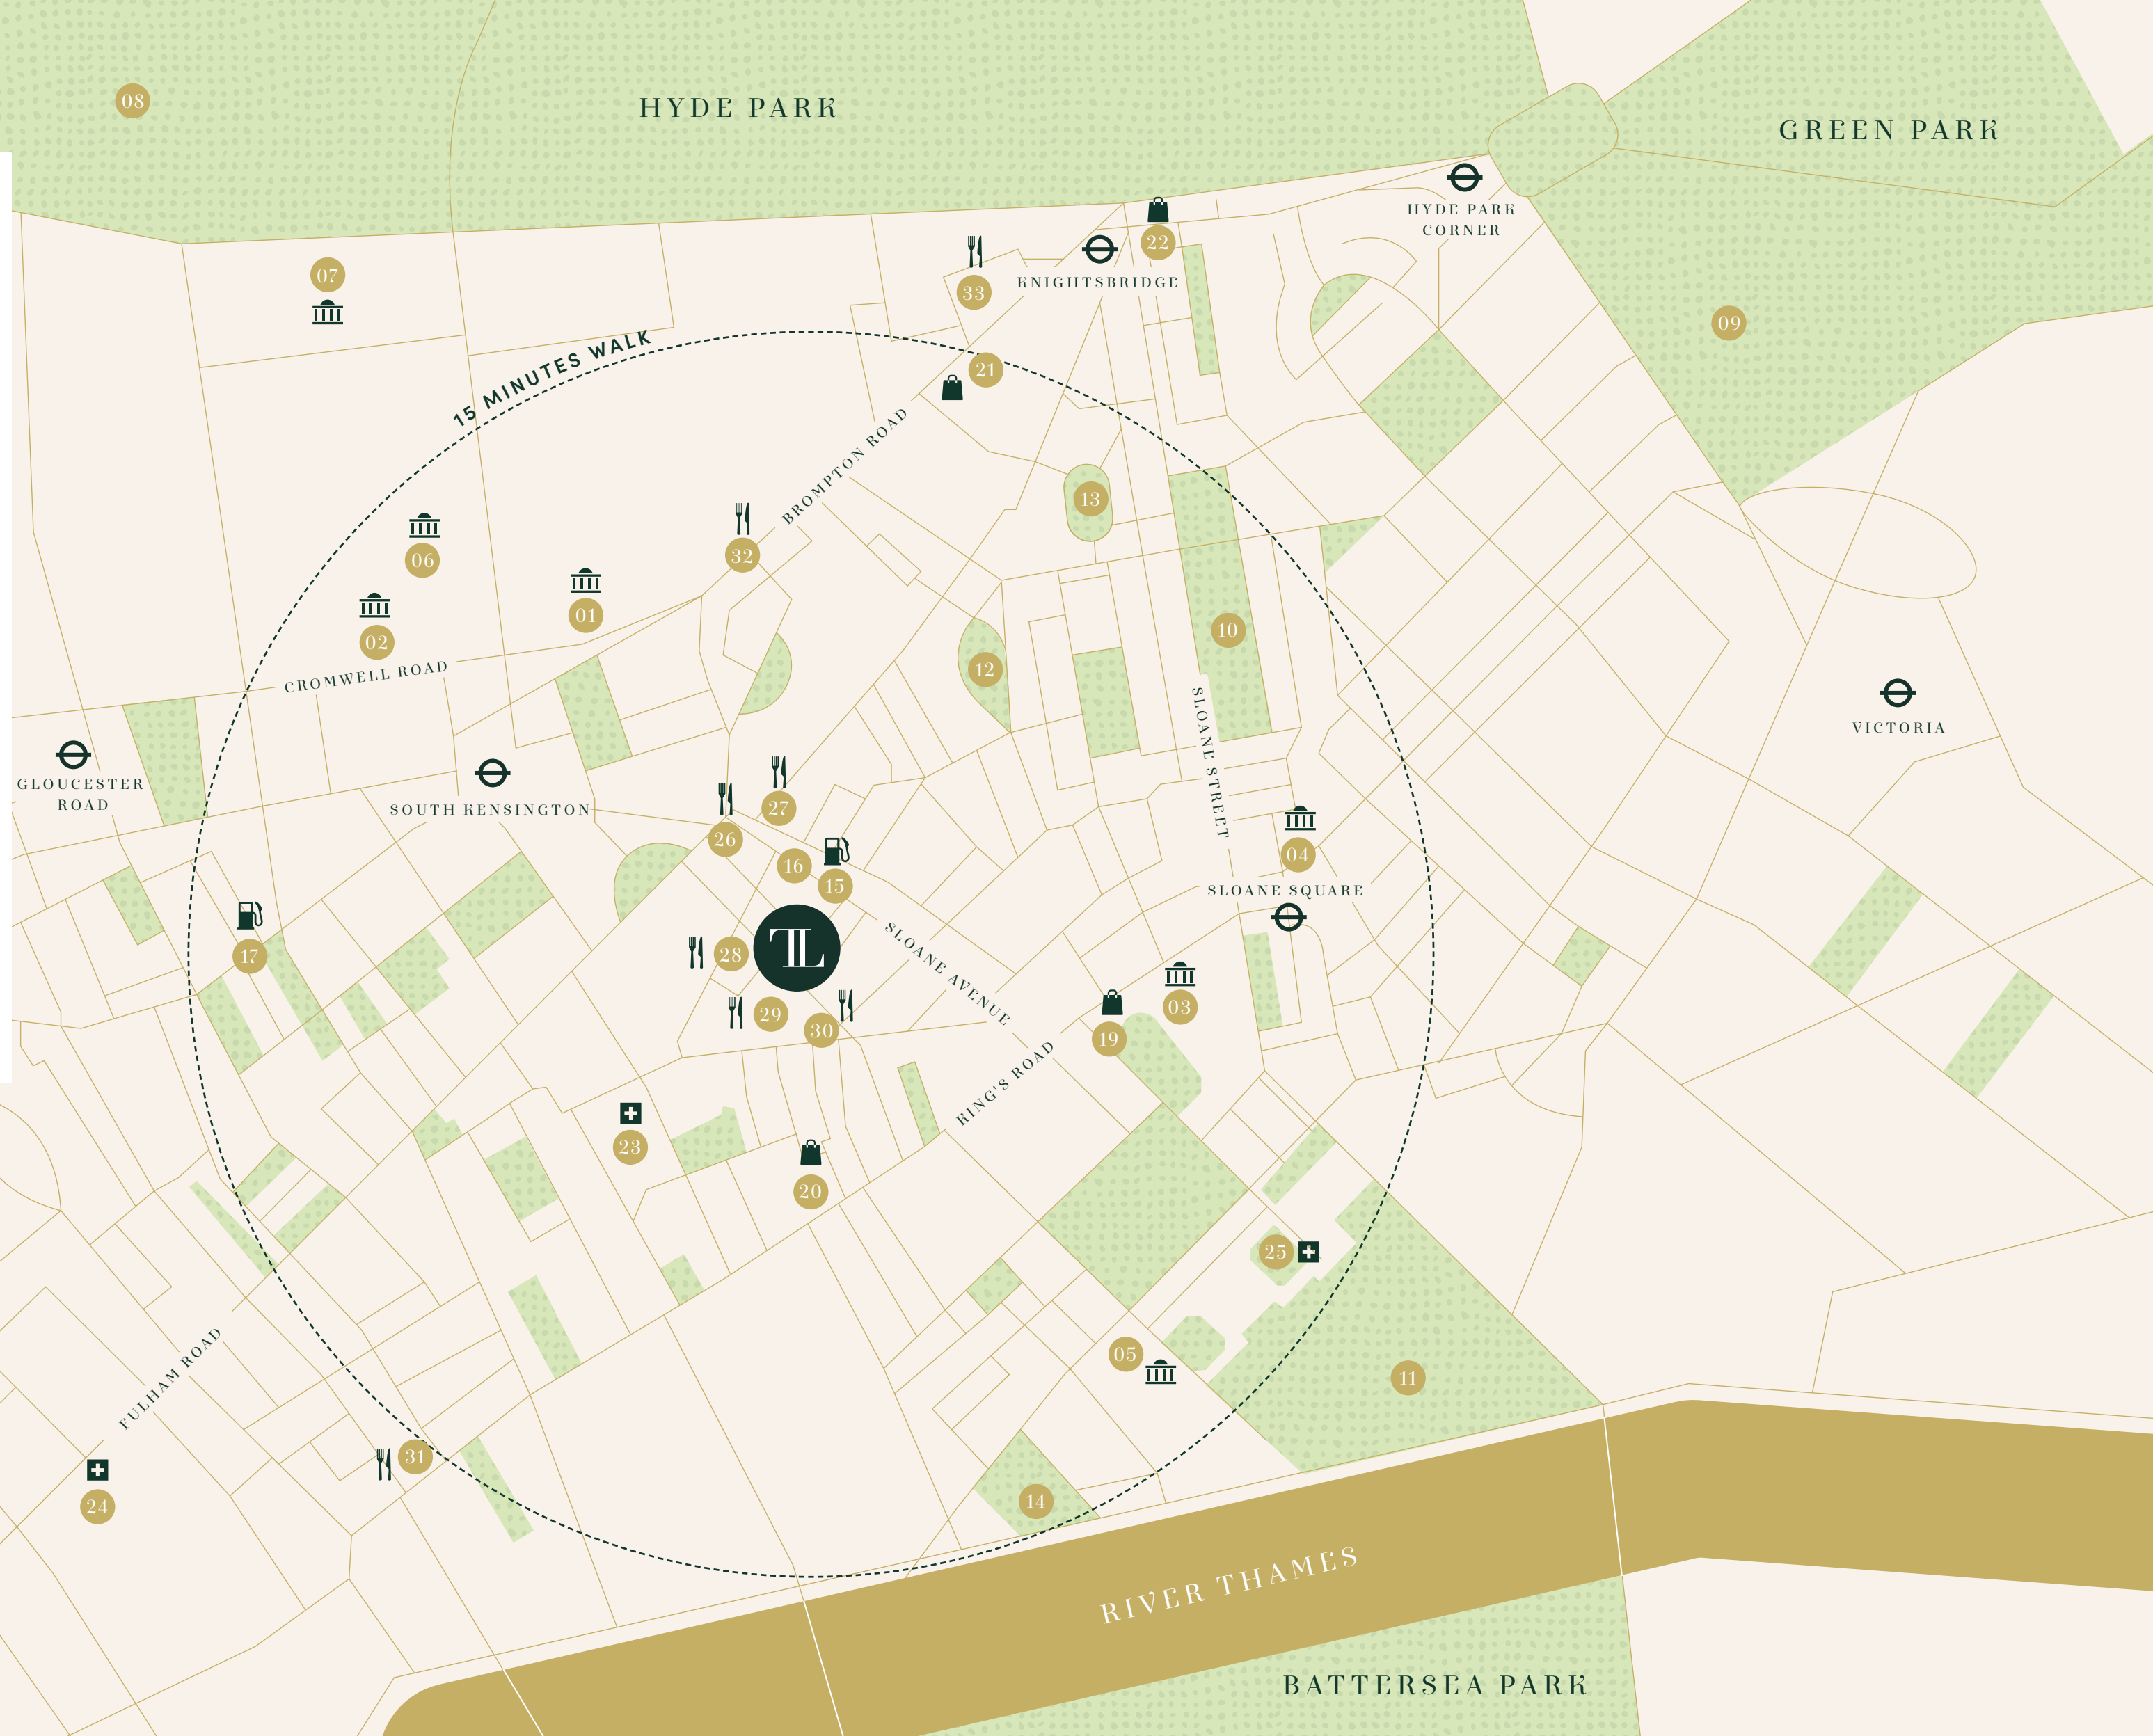 08
HYDE PARK
GREEN PARK
HYDE PARK
CORNER
22
KNIGHTSBRIDGE
33
07
09
15 MINUTES WALK
21
BROMPTON ROAD
13
32
06
01
02
10
12
CROMWELL ROAD
SLOANE STREET
VICTORIA
GLOUCESTER
ROAD
SOUTH KENSINGTON
27
26
16
15
04
SLOANE SQUARE
17
28
TL
SLOANE AVENUE
29
30
03
19
KING'S ROAD
23
20
25
05
11
FULHAM ROAD
31
24
14
RIVER THAMES
BATTERSEA PARK